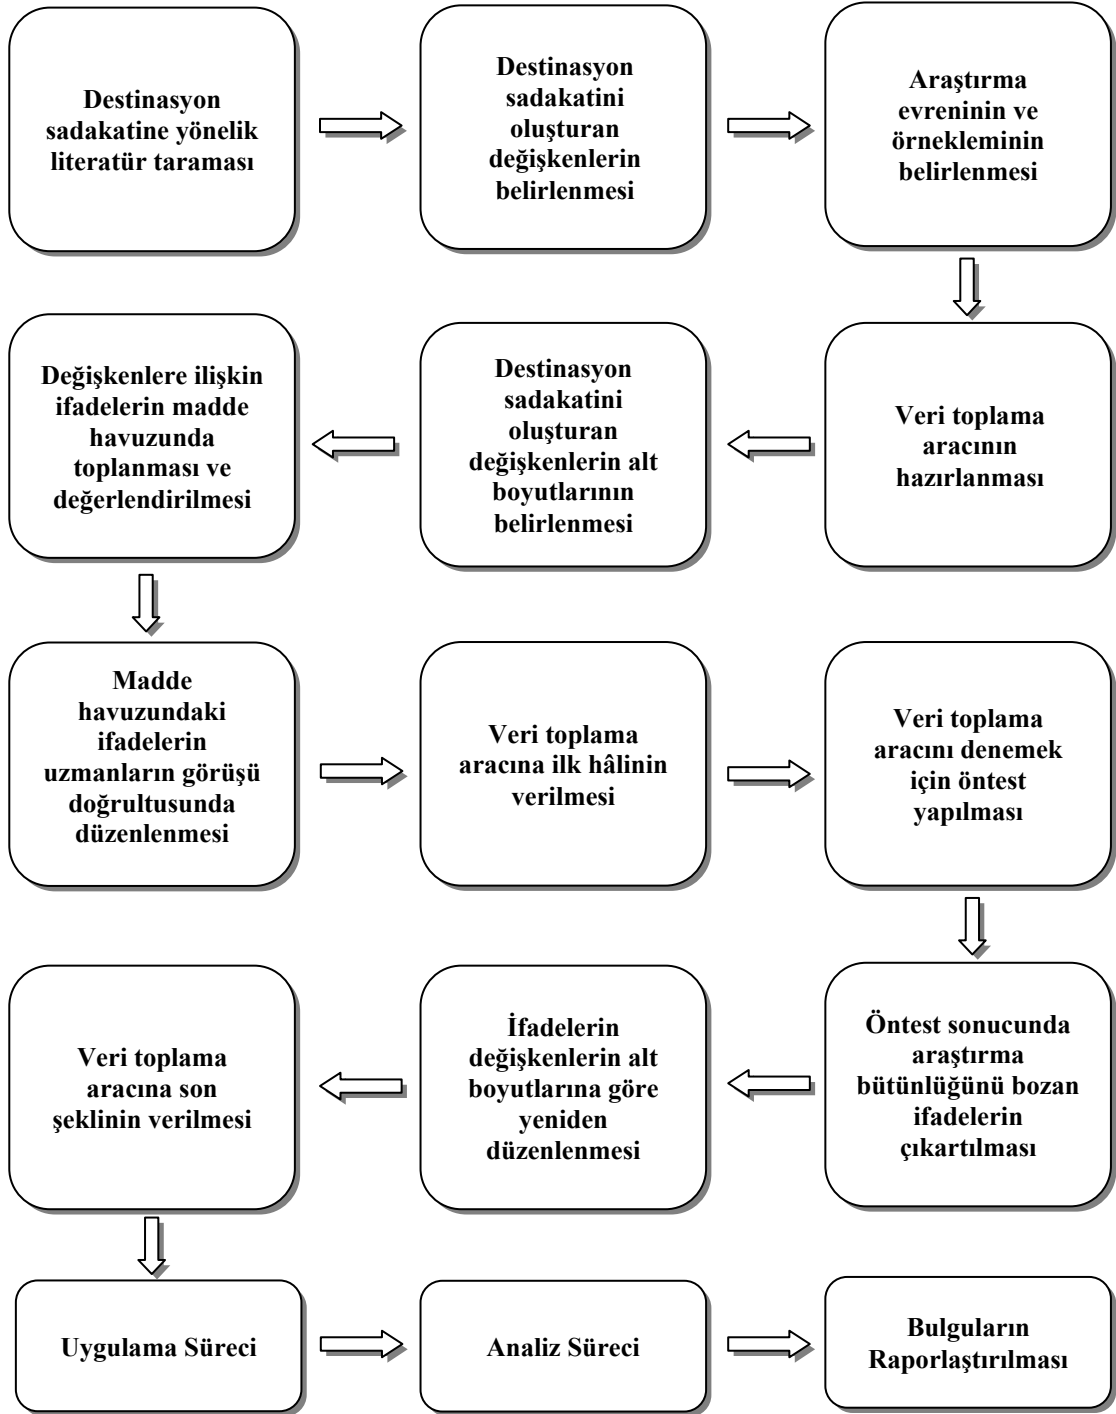 Destinasyon
sadakatine yönelik
literatür taraması
Destinasyon
sadakatini
oluşturan
değişkenlerin
belirlenmesi
Araştırma
evreninin ve
örnekleminin
belirlenmesi
Veri toplama
aracının
hazırlanması
Destinasyon
sadakatini
oluşturan
değişkenlerin alt
boyutlarının
belirlenmesi
Değişkenlere ilişkin
ifadelerin madde
havuzunda
toplanması ve
değerlendirilmesi
Madde
havuzundaki
ifadelerin
uzmanların görüşü
doğrultusunda
düzenlenmesi
Veri toplama
aracına ilk hâlinin
verilmesi
Veri toplama
aracını denemek
için öntest
yapılması
Öntest sonucunda
araştırma
bütünlüğünü bozan
ifadelerin
çıkartılması
İfadelerin
değişkenlerin alt
boyutlarına göre
yeniden
düzenlenmesi
Veri toplama
aracına son
şeklinin verilmesi
Uygulama Süreci
Analiz Süreci
Bulguların
Raporlaştırılması